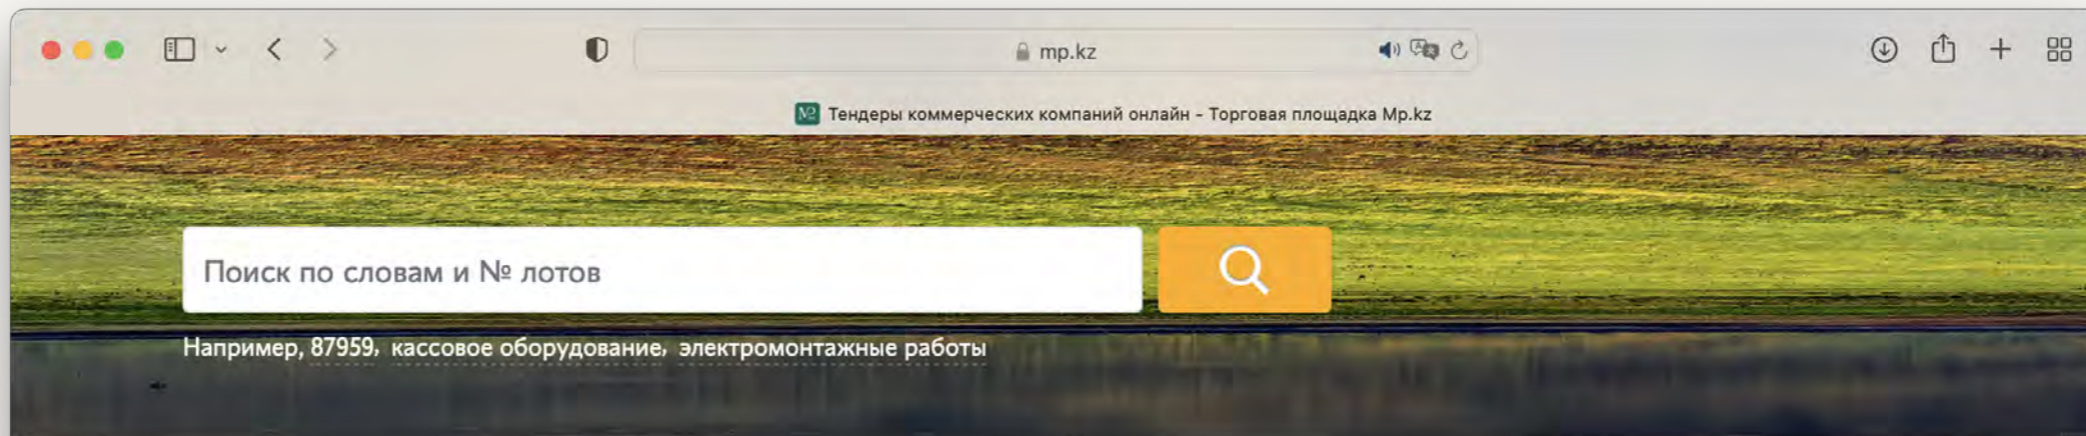 mp.kz
№ Тендеры коммерческих компаний онлайн - Торговая площадка Mp.kz
Поиск по словам и № лотов
Например, 87959, кассовое оборудование, электромонтажные работы